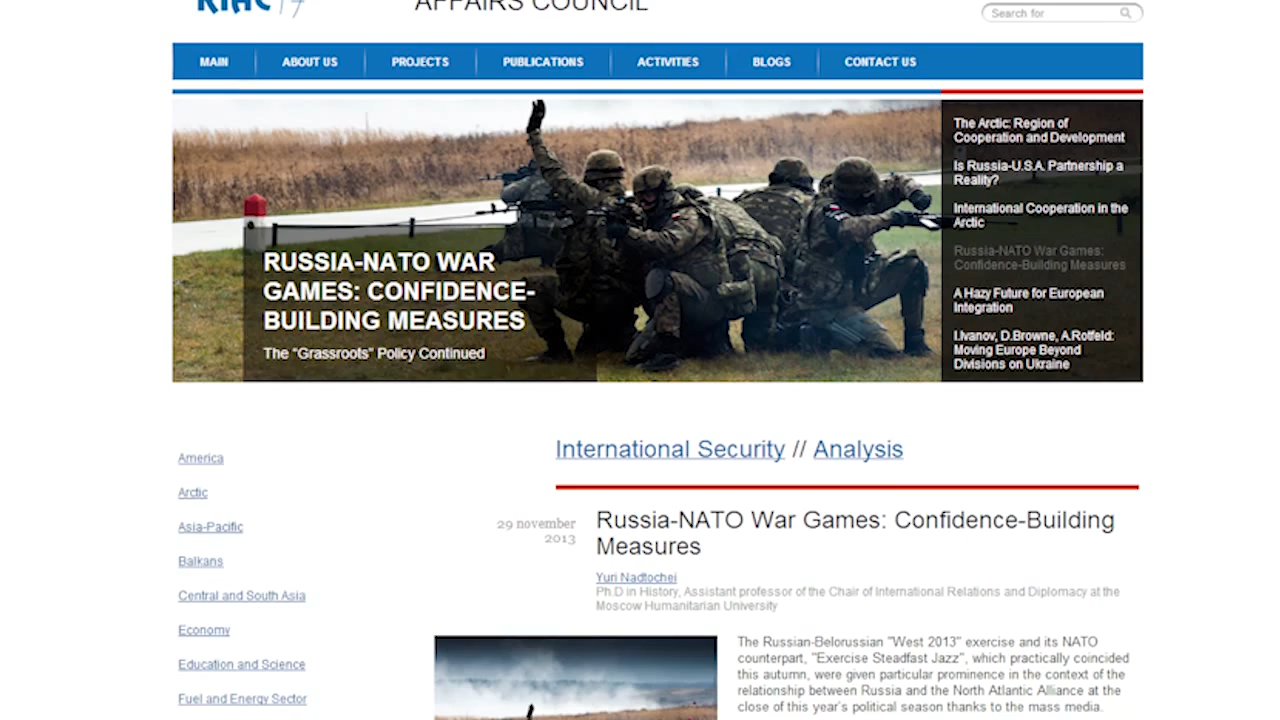 AFFAIRS COUNCIL
Search for
MAIN
ABOUT US
PROJECTS
PUBLICATIONS
ACTIVITIES
BLOGS
CONTACT US
RUSSIA-NATO WAR
GAMES: CONFIDENCE-
BUILDING MEASURES
The "Grassroots" Policy Continued
The Arctic: Region of
Cooperation and Development
Is Russia-U.S.A. Partnership a
Reality?
International Cooperation in the
Arctic
Russia-NATO War Games:
Confidence-Building Measures
A Hazy Future for European
Integration
I.Ivanov, D.Browne, A.Rotfeld:
Moving Europe Beyond
Divisions on Ukraine
America
Arctic
Asia-Pacific
Balkans
Central and South Asia
Economy
Education and Science
Fuel and Energy Sector
International Security // Analysis
29 november
2013
Russia-NATO War Games: Confidence-Building
Measures
Yuri Nadtochei
Ph.D in History, Assistant professor of the Chair of International Relations and Diplomacy at the
Moscow Humanitarian University
The Russian-Belorussian "West 2013" exercise and its NATO
counterpart, "Exercise Steadfast Jazz", which practically coincided
this autumn, were given particular prominence in the context of the
relationship between Russia and the North Atlantic Alliance at the
close of this year's political season thanks to the mass media.